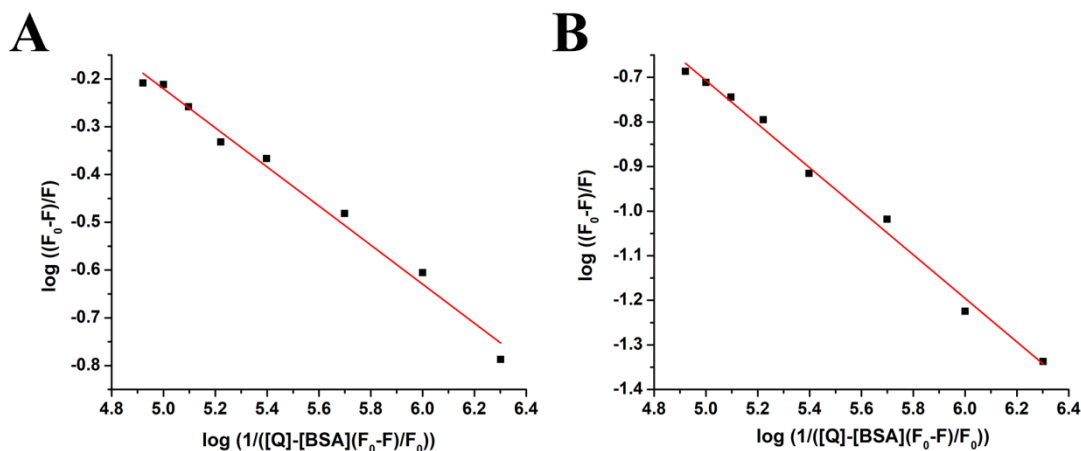 A
-0.2
-0.3
-0.4
-0.5
-0.6
-0.7
-0.8
log ((F₀-F)/F)
4.8 5.0 5.2 5.4 5.6 5.8 6.0 6.2 6.4
log (1/([Q]-[BSA](F₀-F)/F₀))
B
-0.7
-0.8
-0.9
-1.0
-1.1
-1.2
-1.3
-1.4
log ((F₀-F)/F)
4.8 5.0 5.2 5.4 5.6 5.8 6.0 6.2 6.4
log (1/([Q]-[BSA](F₀-F)/F₀))